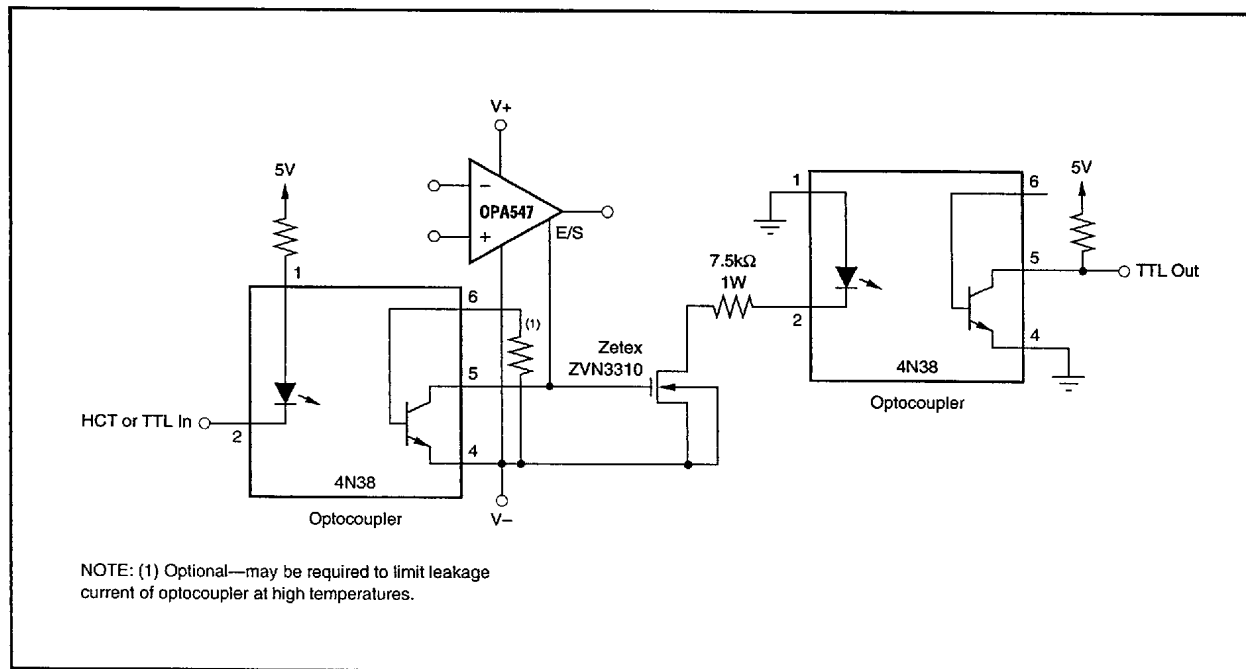 V+
5V
−
OPA547
+
E/S
1
6
(1)
5
HCT or TTL In
2
4
4N38
Optocoupler
V−
Zetex
ZVN3310
7.5kΩ
1W
1
2
6
5V
5
TTL Out
4
4N38
Optocoupler
NOTE: (1) Optional—may be required to limit leakage
current of optocoupler at high temperatures.